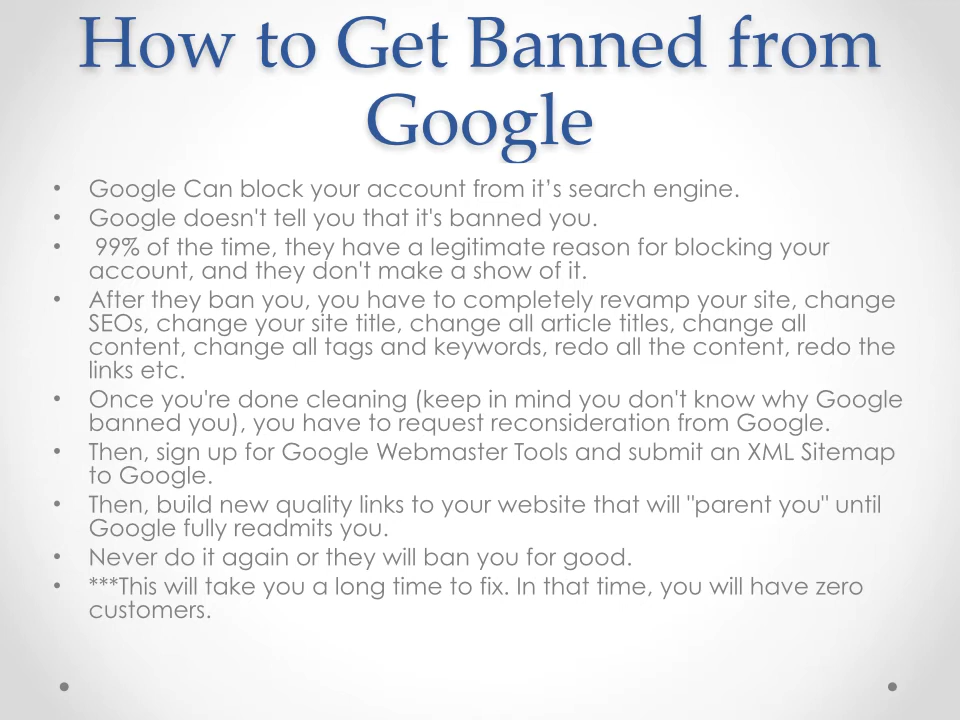 How to Get Banned from
Google
• Google Can block your account from it’s search engine.
• Google doesn't tell you that it's banned you.
• 99% of the time, they have a legitimate reason for blocking your
account, and they don't make a show of it.
• After they ban you, you have to completely revamp your site, change
SEOs, change your site title, change all article titles, change all
content, change all tags and keywords, redo all the content, redo the
links etc.
• Once you're done cleaning (keep in mind you don't know why Google
banned you), you have to request reconsideration from Google.
• Then, sign up for Google Webmaster Tools and submit an XML Sitemap
to Google.
• Then, build new quality links to your website that will "parent you" until
Google fully readmits you.
• Never do it again or they will ban you for good.
• ***This will take you a long time to fix. In that time, you will have zero
customers.